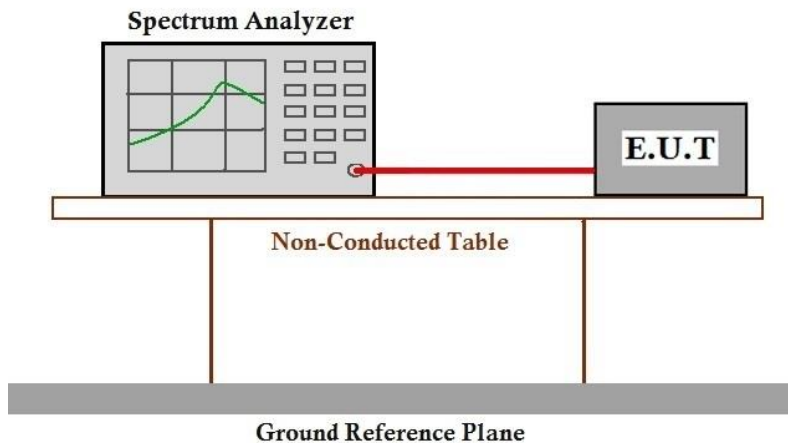 Spectrum Analyzer
E.U.T
Non-Conducted Table
Ground Reference Plane